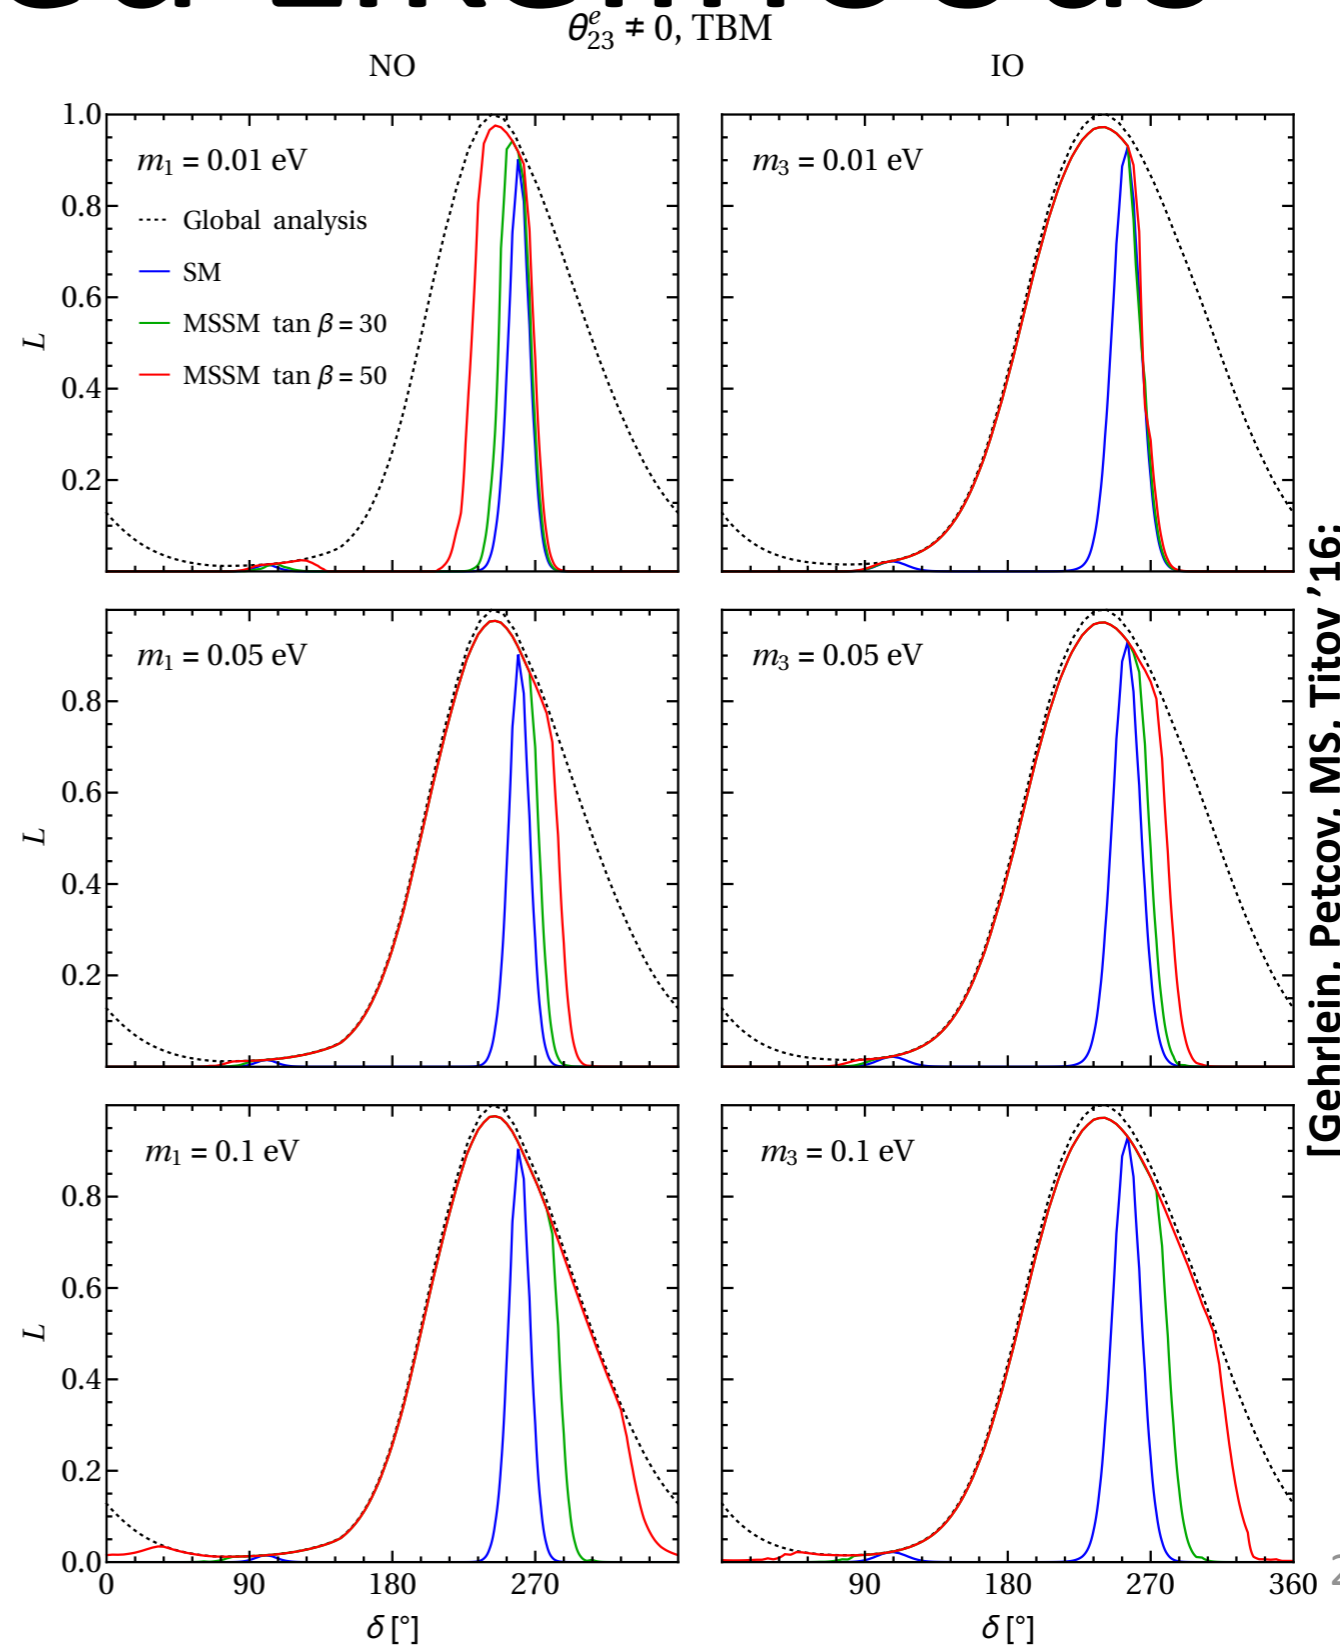 θᵉ₂₃ ≠ 0, TBM
NO
IO
1.0
0.8
0.6
0.4
0.2
L
m₁ = 0.01 eV
Global analysis
SM
MSSM tan β = 30
MSSM tan β = 50
m₃ = 0.01 eV
0.8
0.6
0.4
0.2
L
m₁ = 0.05 eV
m₃ = 0.05 eV
0.8
0.6
0.4
0.2
0.0
L
m₁ = 0.1 eV
m₃ = 0.1 eV
0 90 180 270
90 180 270 360
δ [°]
δ [°]
[Gehrlein, Petcov, MS, Titov ’16;